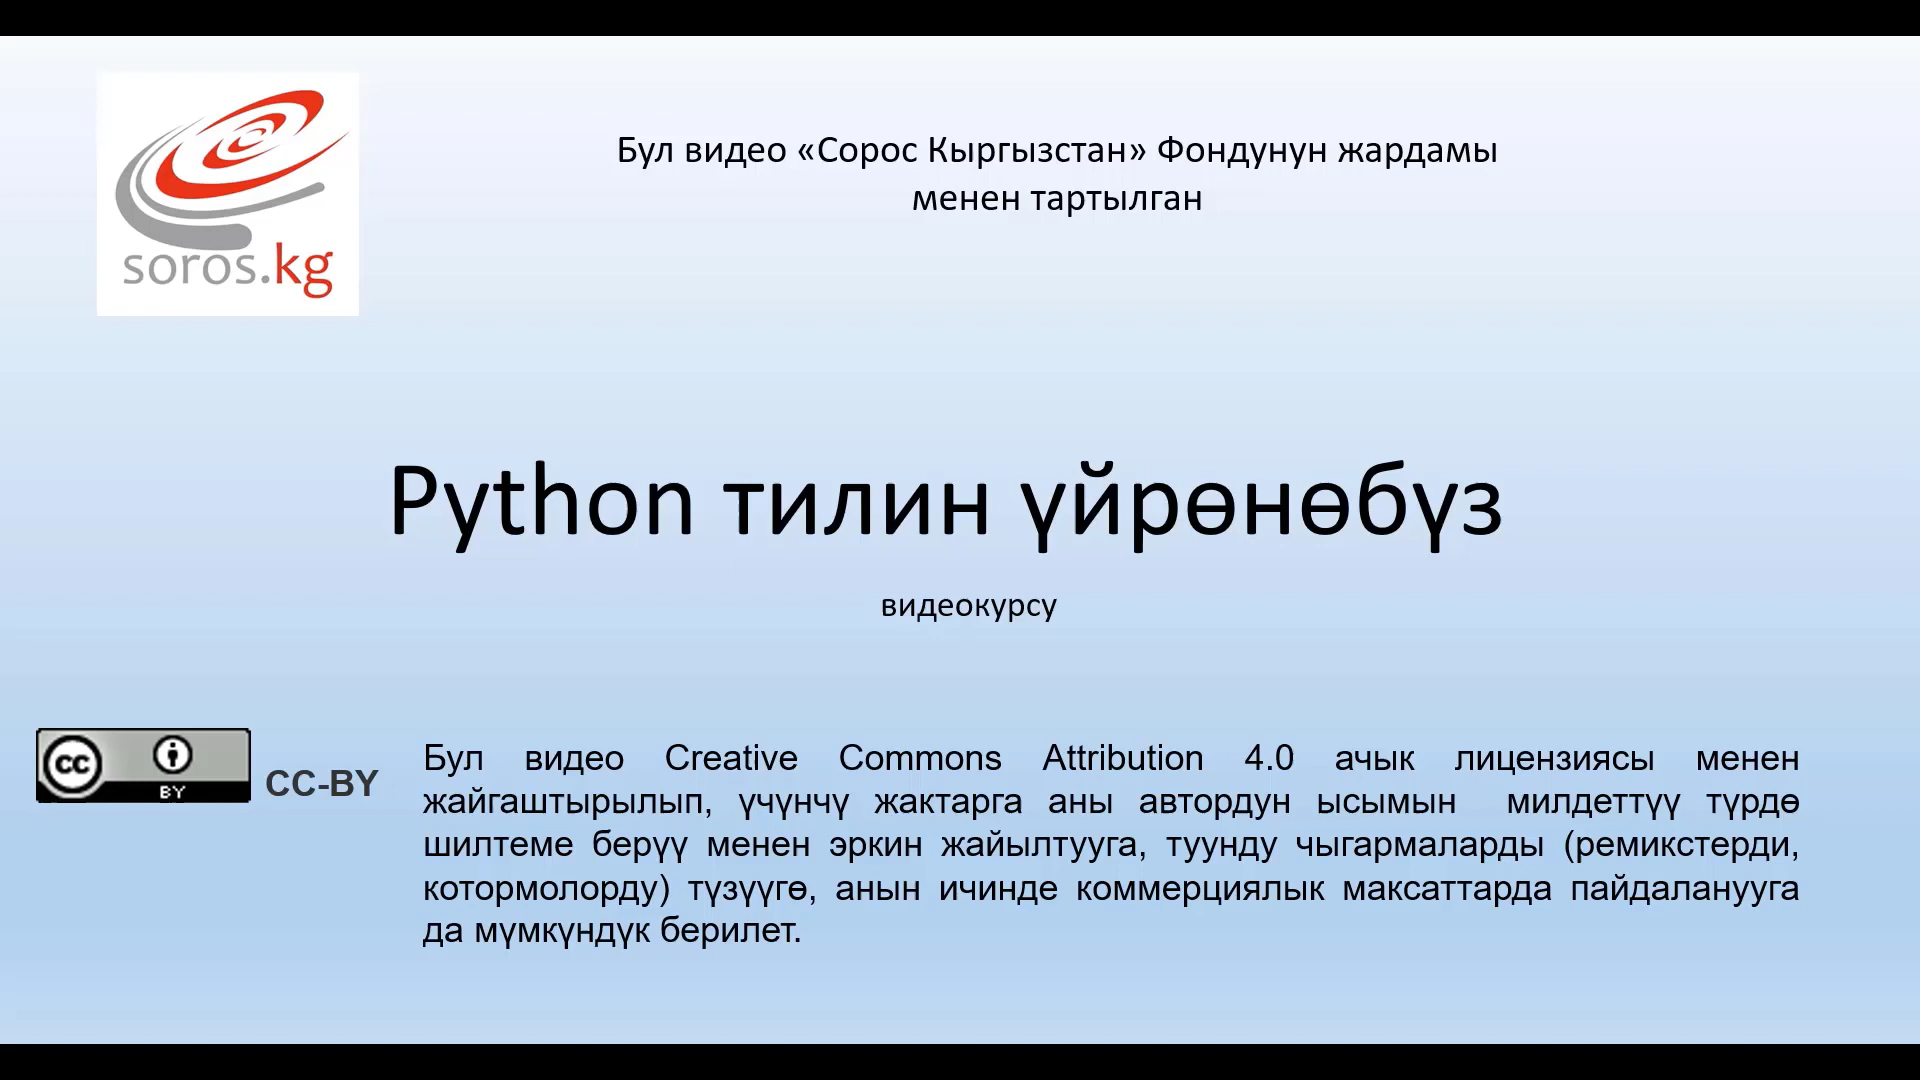 soros.kg
Бул видео «Сорос Кыргызстан» Фондунун жардамы
менен тартылган
Python тилин үйрөнөбүз
видеокурсу
cc
BY
CC-BY
Бул видео Creative Commons Attribution 4.0 ачык лицензиясы менен
жайгаштырылып, үчүнчү жактарга аны автордун ысымын милдеттүү түрдө
шилтеме берүү менен эркин жайылтууга, туунду чыгармаларды (ремикстерди,
котормолорду) түзүүгө, анын ичинде коммерциялык максаттарда пайдаланууга
да мүмкүндүк берилет.